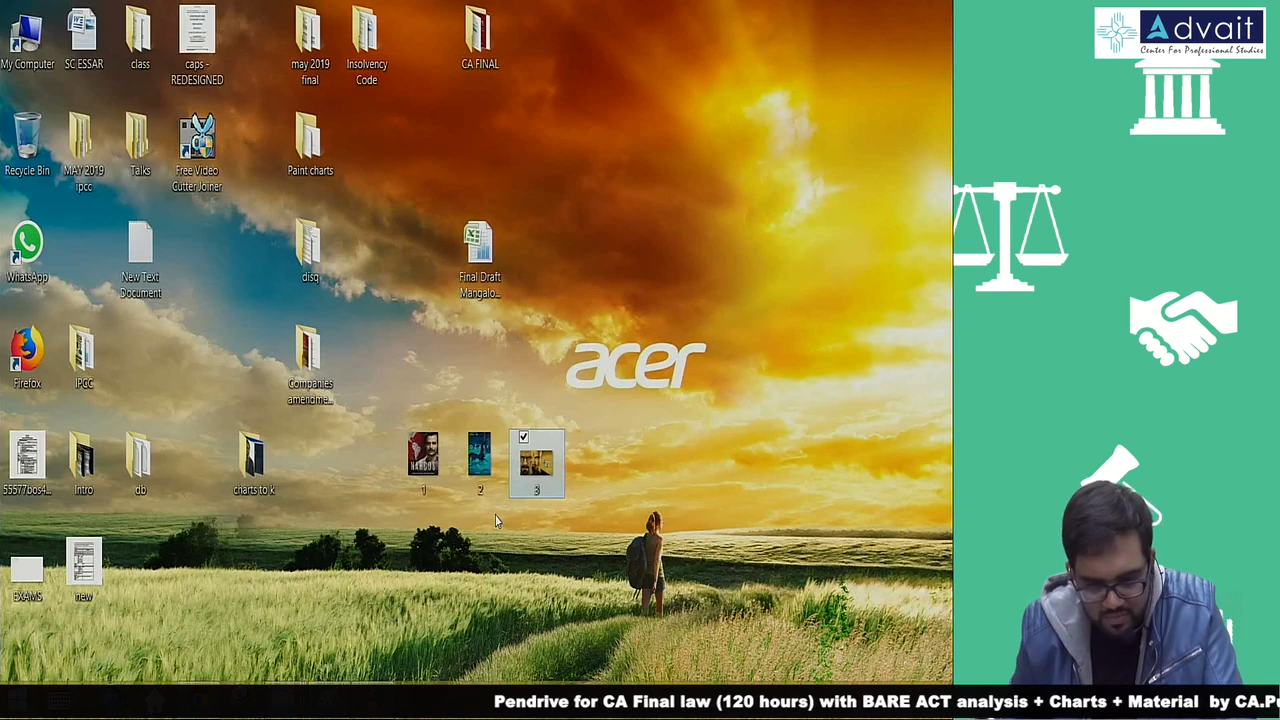 My Computer
SC ESSAR
class
caps -
REDESIGNED
may 2019
final
Insolvency
Code
CA FINAL
Recycle Bin
MAY 2019
ipcc
Talks
Free Video
Cutter Joiner
Paint charts
WhatsApp
New Text
Document
disq
Final Draft
Mangalo...
Firefox
IPCC
Companies
amendme...
acer
55577bos4...
Intro
db
charts to k
NARCOS
1
2
3
EXAMS
new
Advait
Center For Professional Studies
Pendrive for CA Final law (120 hours) with BARE ACT analysis + Charts + Material by CA.P